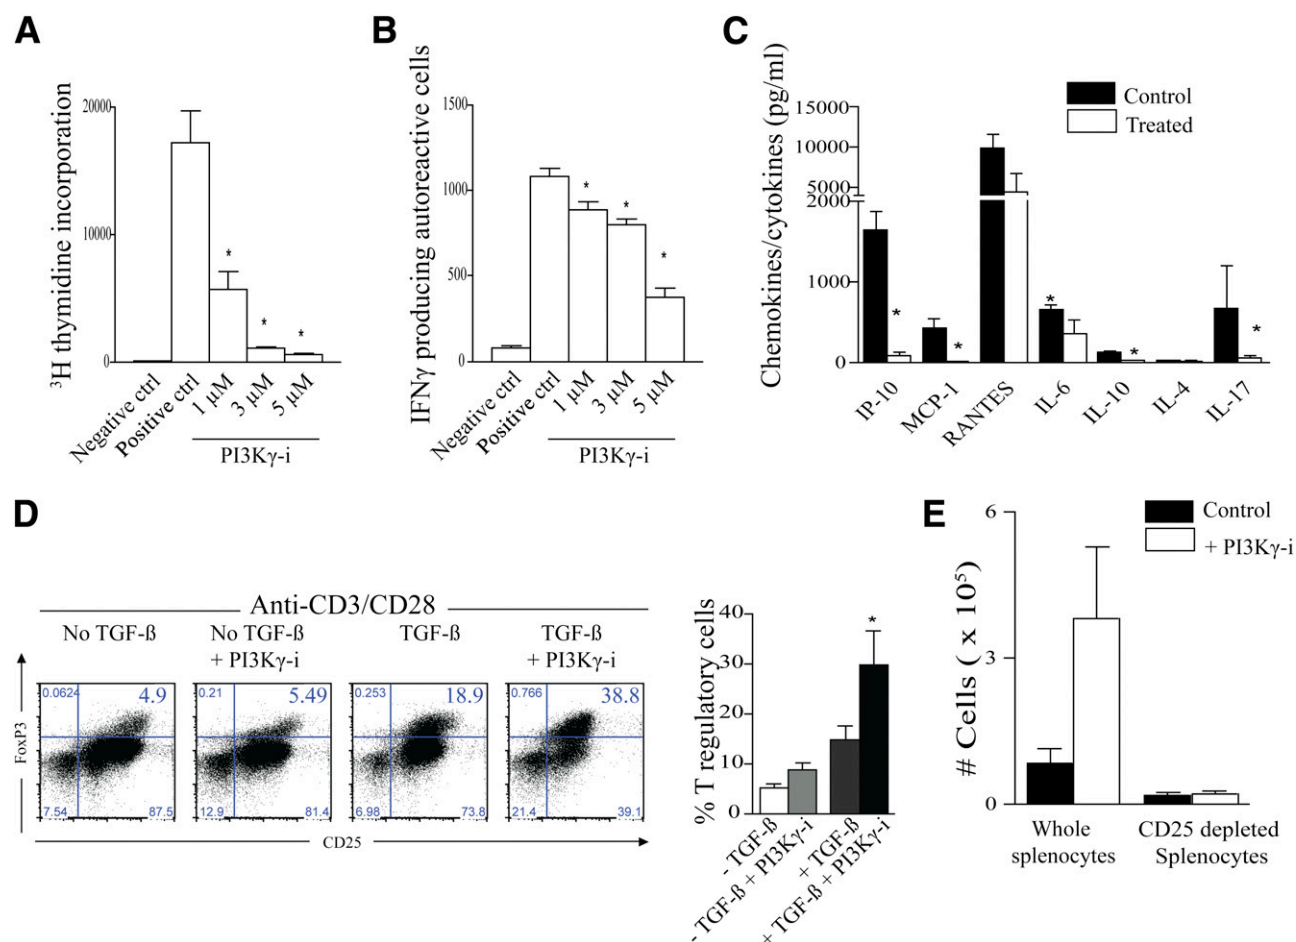 A
³H thymidine incorporation
20000
10000
0
Negative ctrl
Positive ctrl
1 µM
3 µM
5 µM
PI3Kγ-i
*
*
*
B
IFNγ producing autoreactive cells
1500
1000
500
0
Negative ctrl
Positive ctrl
1 µM
3 µM
5 µM
PI3Kγ-i
*
*
*
C
Chemokines/cytokines (pg/ml)
15000
10000
5000
2000
1000
0
Control
Treated
*
*
*
*
*
IP-10
MCP-1
RANTES
IL-6
IL-10
IL-4
IL-17
D
Anti-CD3/CD28
No TGF-ß
No TGF-ß
+ PI3Kγ-i
TGF-ß
TGF-ß
+ PI3Kγ-i
FoxP3
0.0624 4.9
7.54 87.5
0.21 5.49
12.9 81.4
0.253 18.9
6.98 73.8
0.766 38.8
21.4 39.1
CD25
% T regulatory cells
40
30
20
10
0
*
- TGF-ß
- TGF-ß + PI3Kγ-i
+ TGF-ß
+ TGF-ß + PI3Kγ-i
E
# Cells ( x 10⁵)
6
3
0
Control
+ PI3Kγ-i
Whole
splenocytes
CD25 depleted
Splenocytes